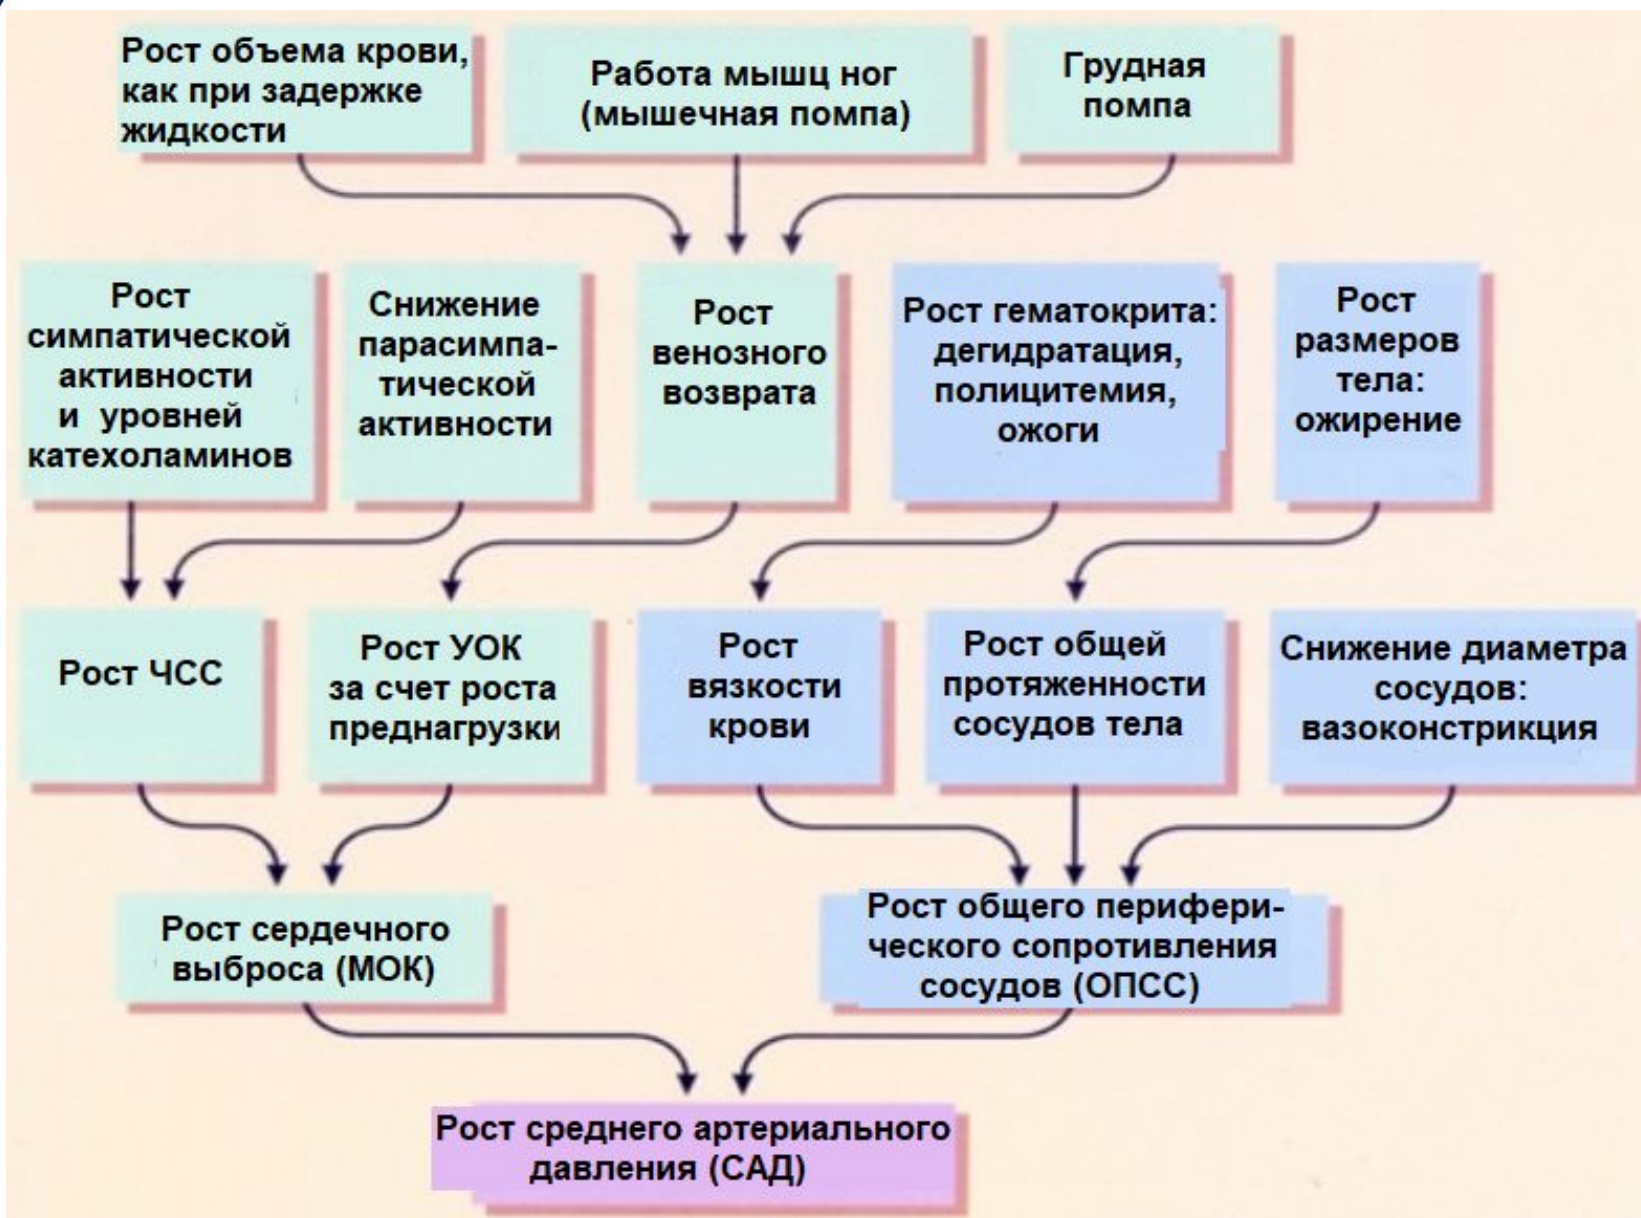 Рост объема крови,
как при задержке
жидкости
Работа мышц ног
(мышечная помпа)
Грудная
помпа
Рост
симпатической
активности
и уровней
катехоламинов
Снижение
парасимпа-
тической
активности
Рост
венозного
возврата
Рост гематокрита:
дегидратация,
полицитемия,
ожоги
Рост
размеров
тела:
ожирение
Рост ЧСС
Рост УОК
за счет роста
преднагрузки
Рост
вязкости
крови
Рост общей
протяженности
сосудов тела
Снижение диаметра
сосудов:
вазоконстрикция
Рост сердечного
выброса (МОК)
Рост общего перифери-
ческого сопротивления
сосудов (ОПСС)
Рост среднего артериального
давления (САД)